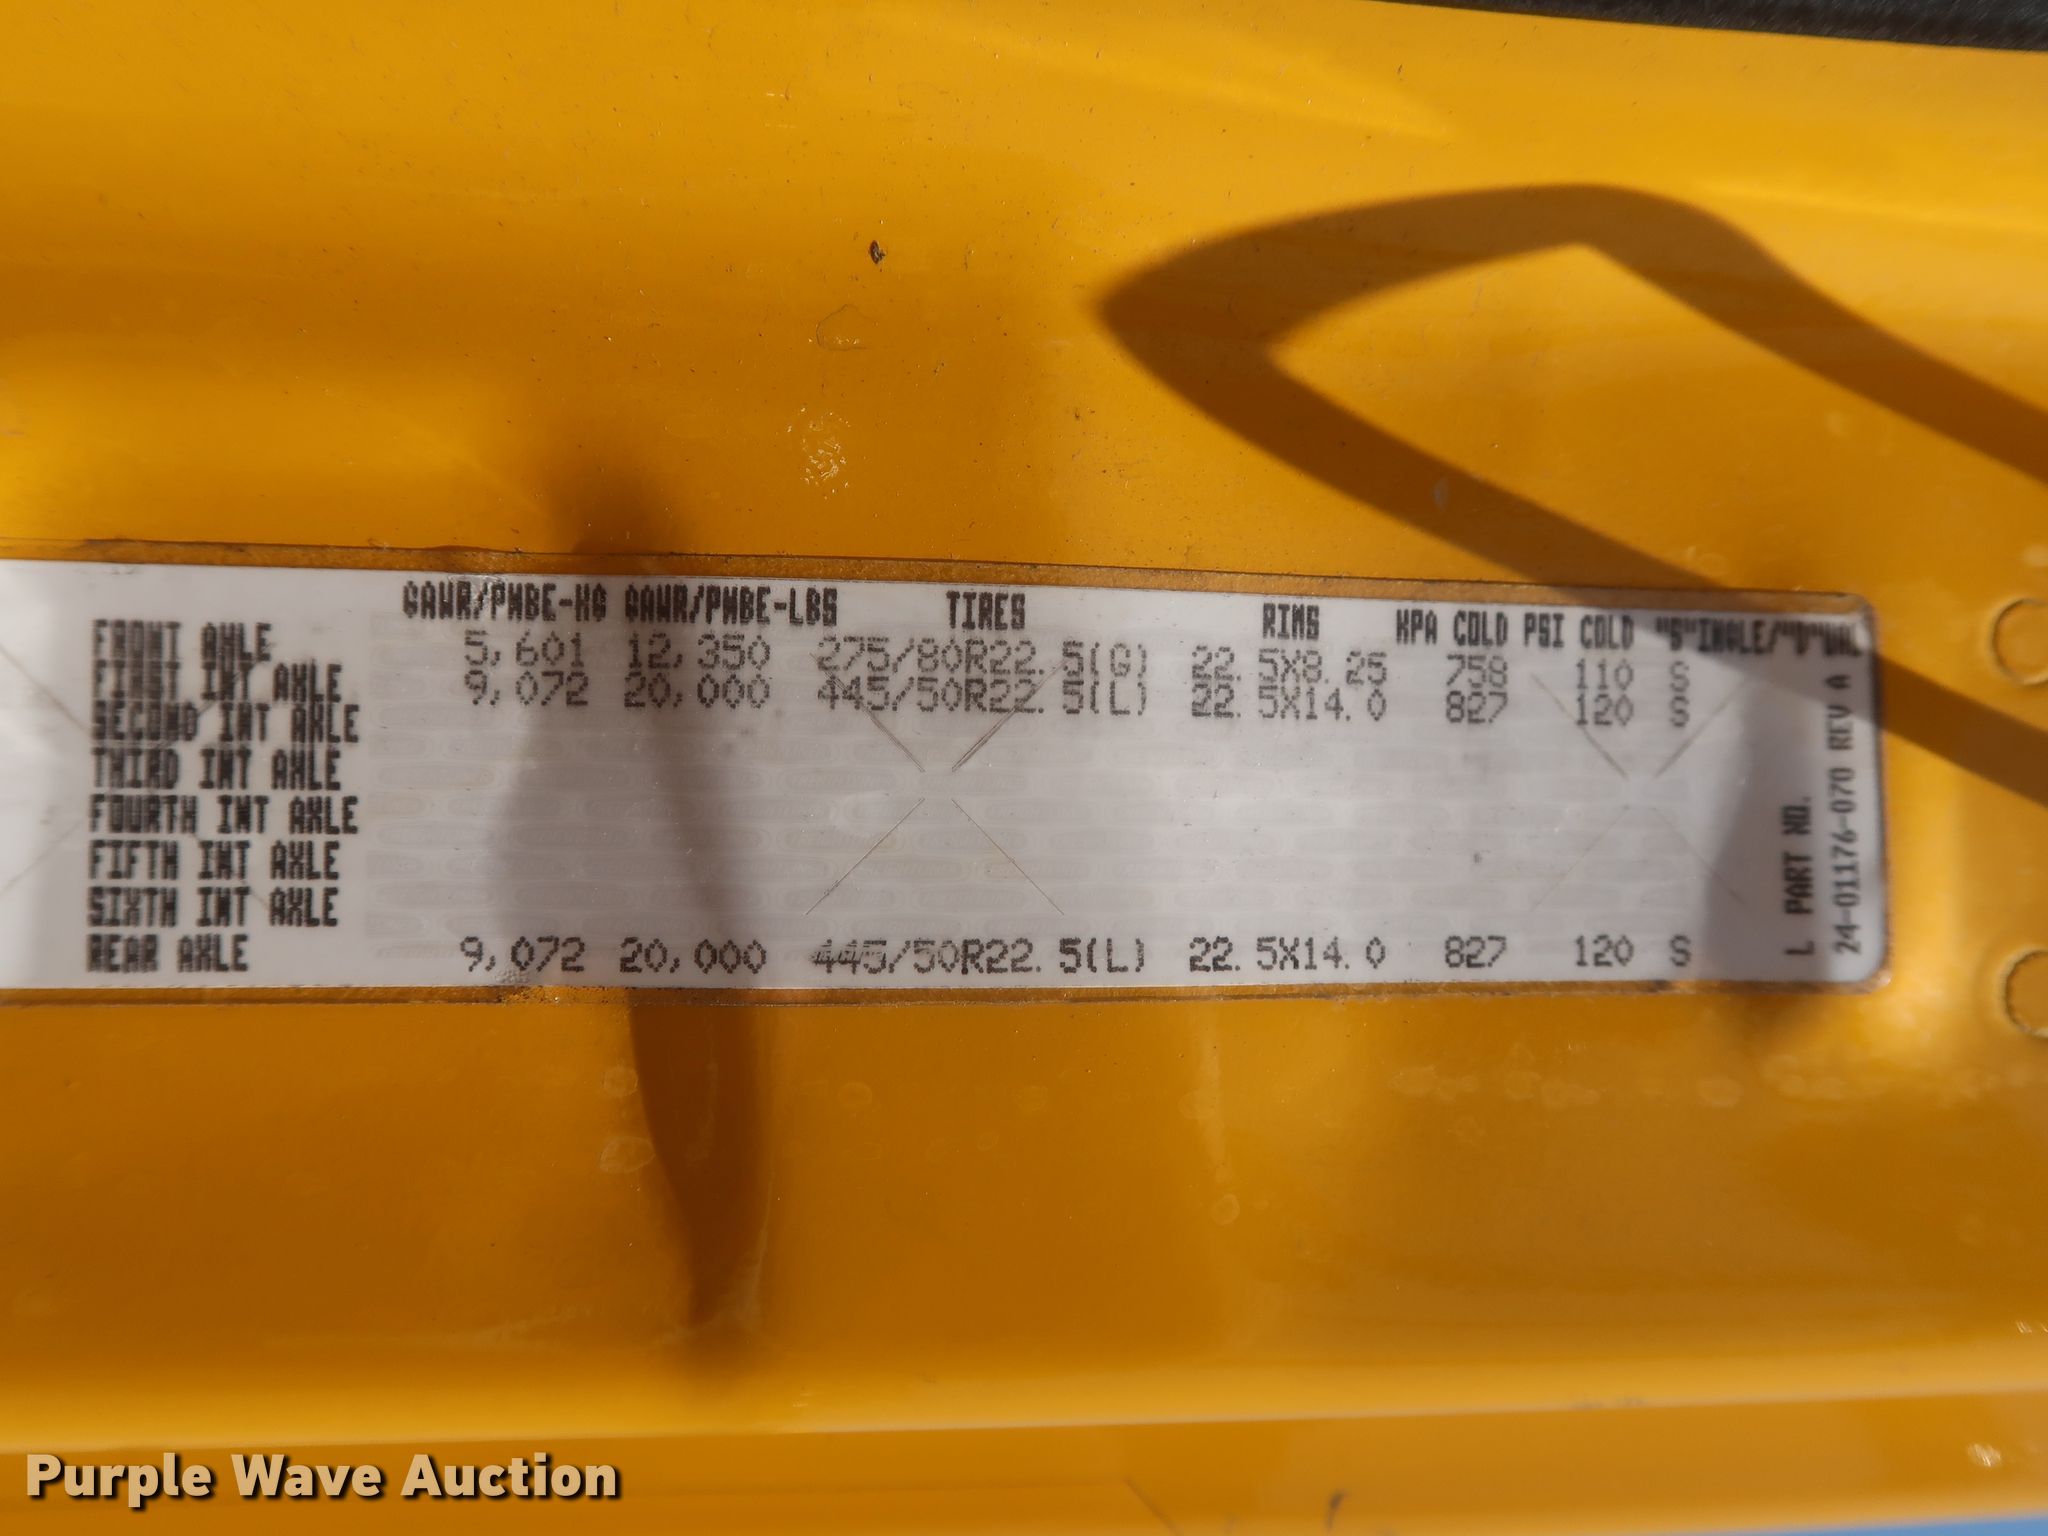 GAWR/PNBE-KG GAWR/PNBE-LBS TIRES RIMS KPA COLD PSI COLD "S"INGLE/"D"UAL
FRONT AXLE 5,601 12,350 275/80R22.5(G) 22.5X8.25 758 110 S
FIRST INT AXLE 9,072 20,000 445/50R22.5(L) 22.5X14.0 827 120 S
SECOND INT AXLE
THIRD INT AXLE
FOURTH INT AXLE
FIFTH INT AXLE
SIXTH INT AXLE
REAR AXLE 9,072 20,000 445/50R22.5(L) 22.5X14.0 827 120 S
L PART NO.
24-01176-070 REV A
Purple Wave Auction